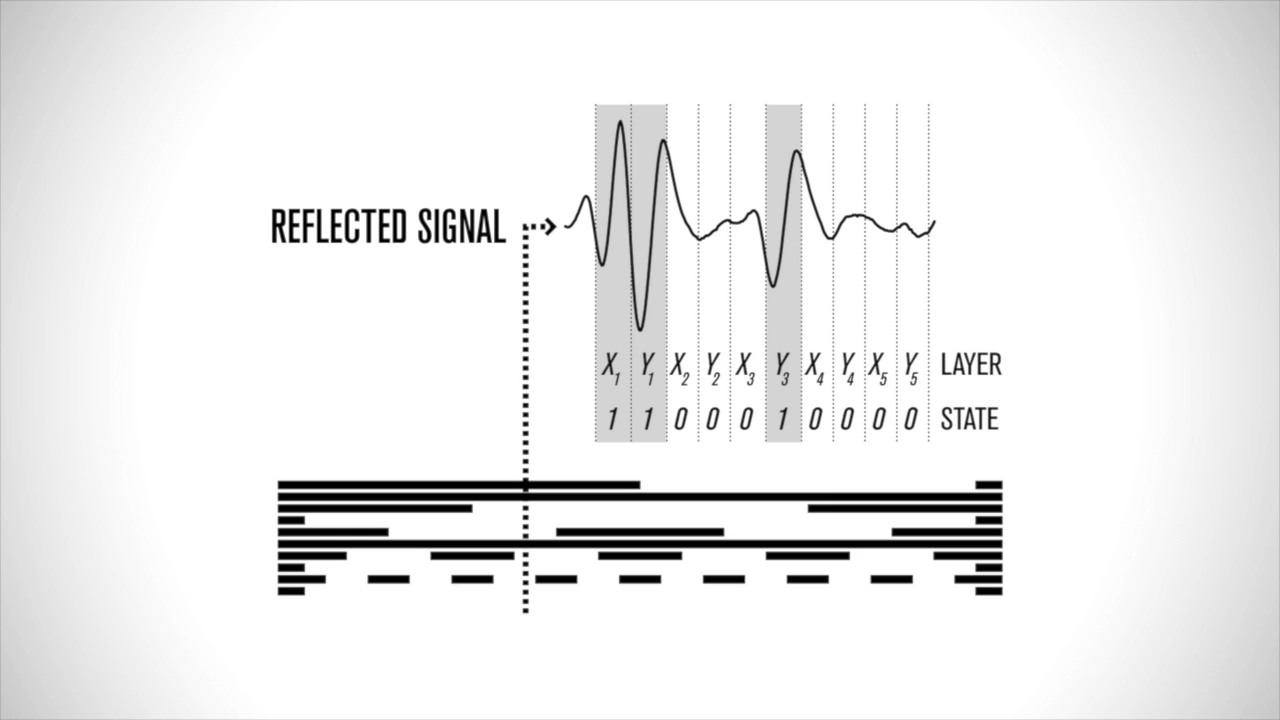 REFLECTED SIGNAL
X1 Y1 X2 Y2 X3 Y3 X4 Y4 X5 Y5 LAYER
1 1 0 0 0 1 0 0 0 0 STATE